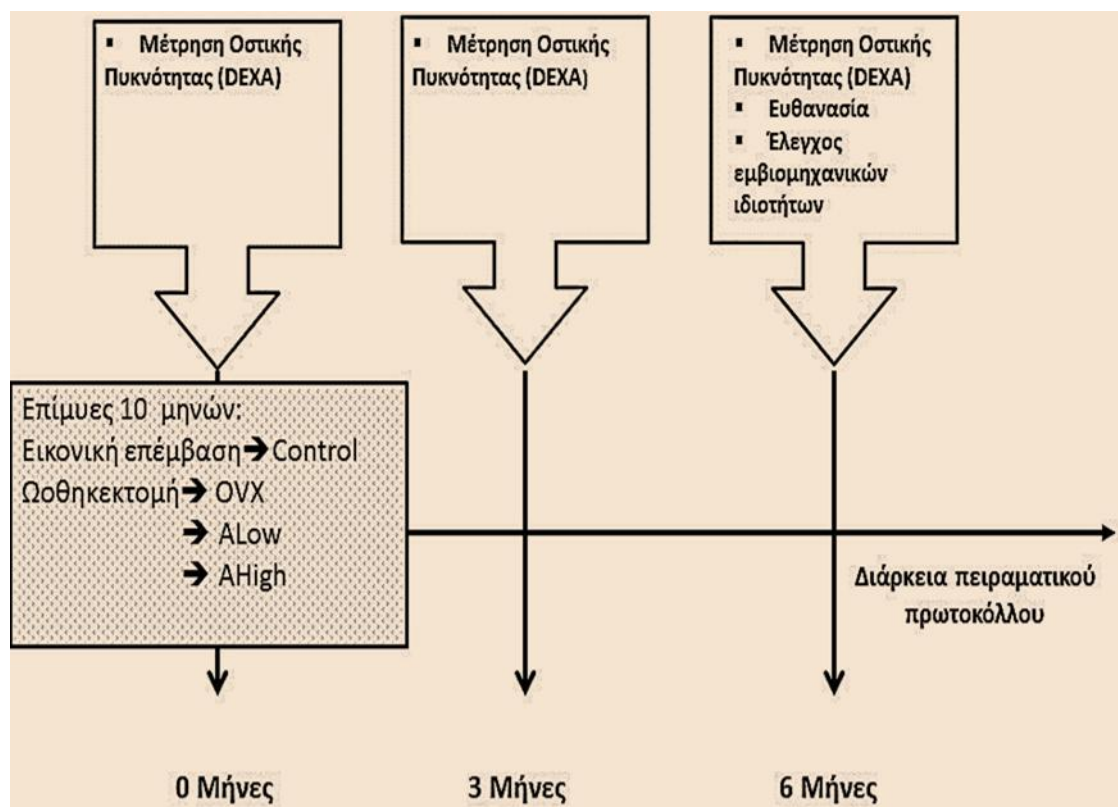 ▪ Μέτρηση Οστικής
Πυκνότητας (DEXA)
▪ Μέτρηση Οστικής
Πυκνότητας (DEXA)
▪ Μέτρηση Οστικής
Πυκνότητας (DEXA)
▪ Ευθανασία
▪ Έλεγχος
εμβιομηχανικών
ιδιοτήτων
Επίμυες 10 μηνών:
Εικονική επέμβαση➔Control
Ωοθηκεκτομή➔ OVX
➔ ALow
➔ AHigh
Διάρκεια πειραματικού
πρωτοκόλλου
0 Μήνες
3 Μήνες
6 Μήνες